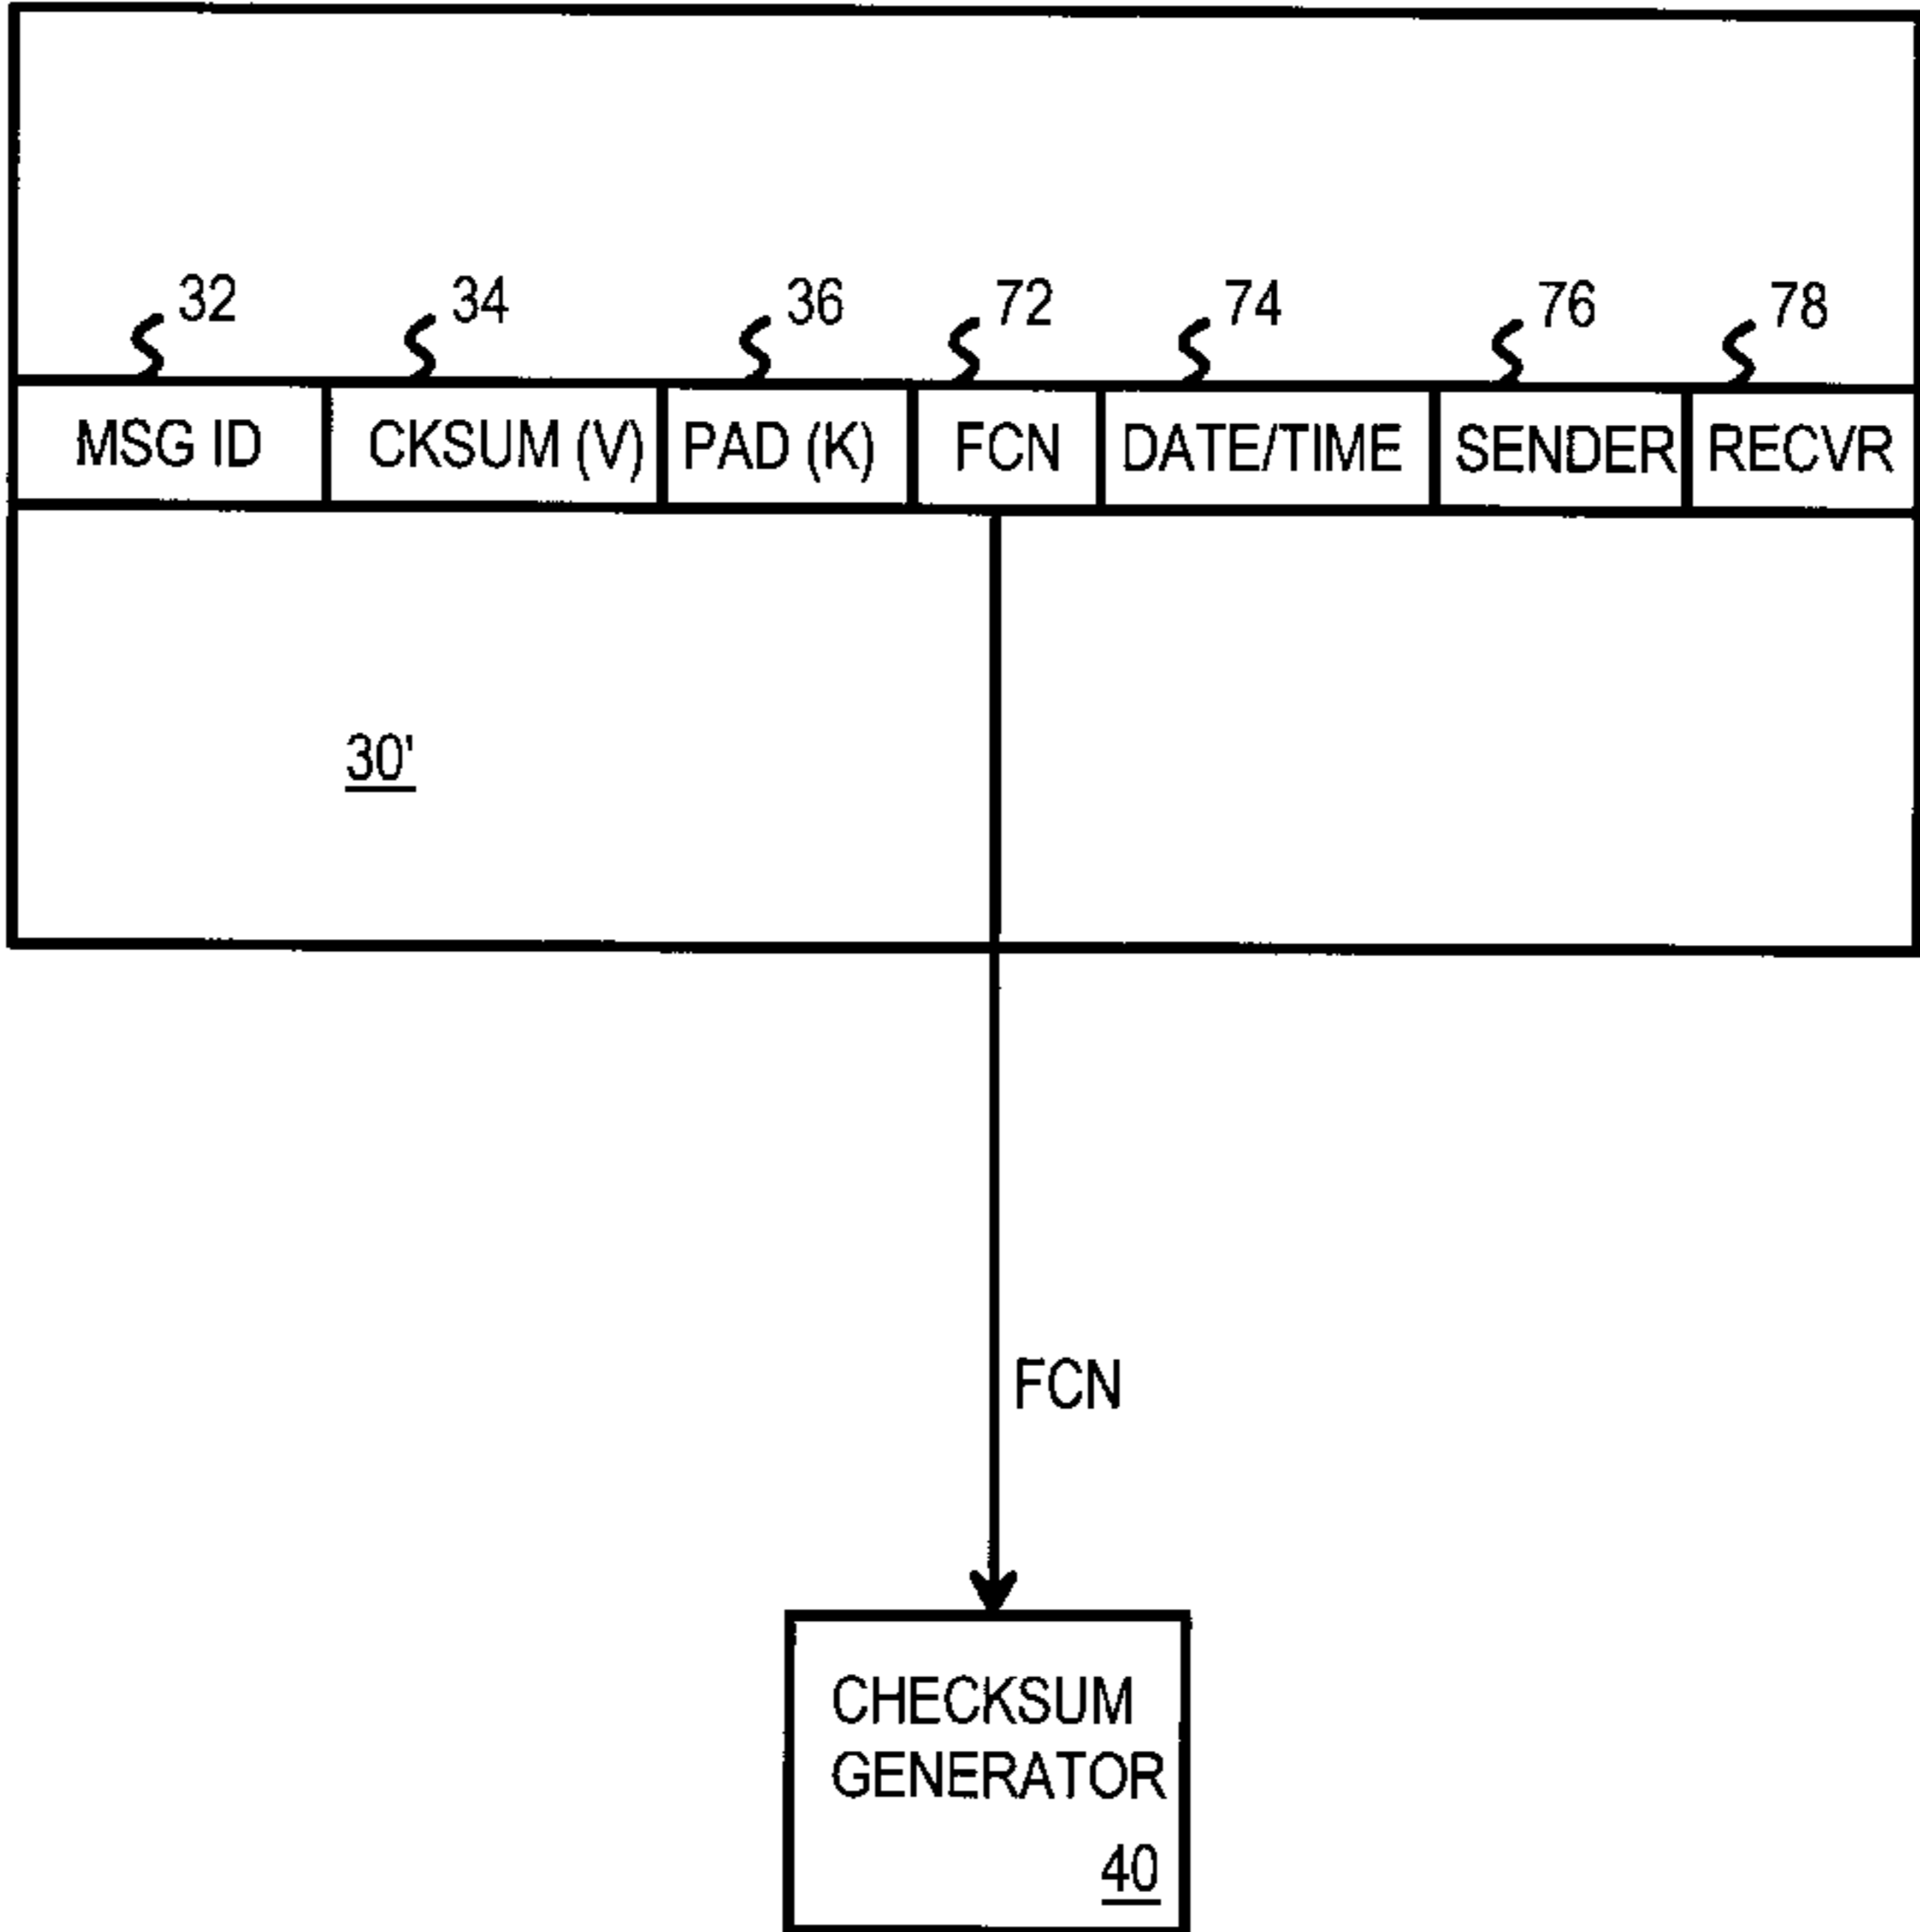 32 34 36 72 74 76 78
MSG ID CKSUM (V) PAD (K) FCN DATE/TIME SENDER RECVR
30'
FCN
CHECKSUM
GENERATOR
40